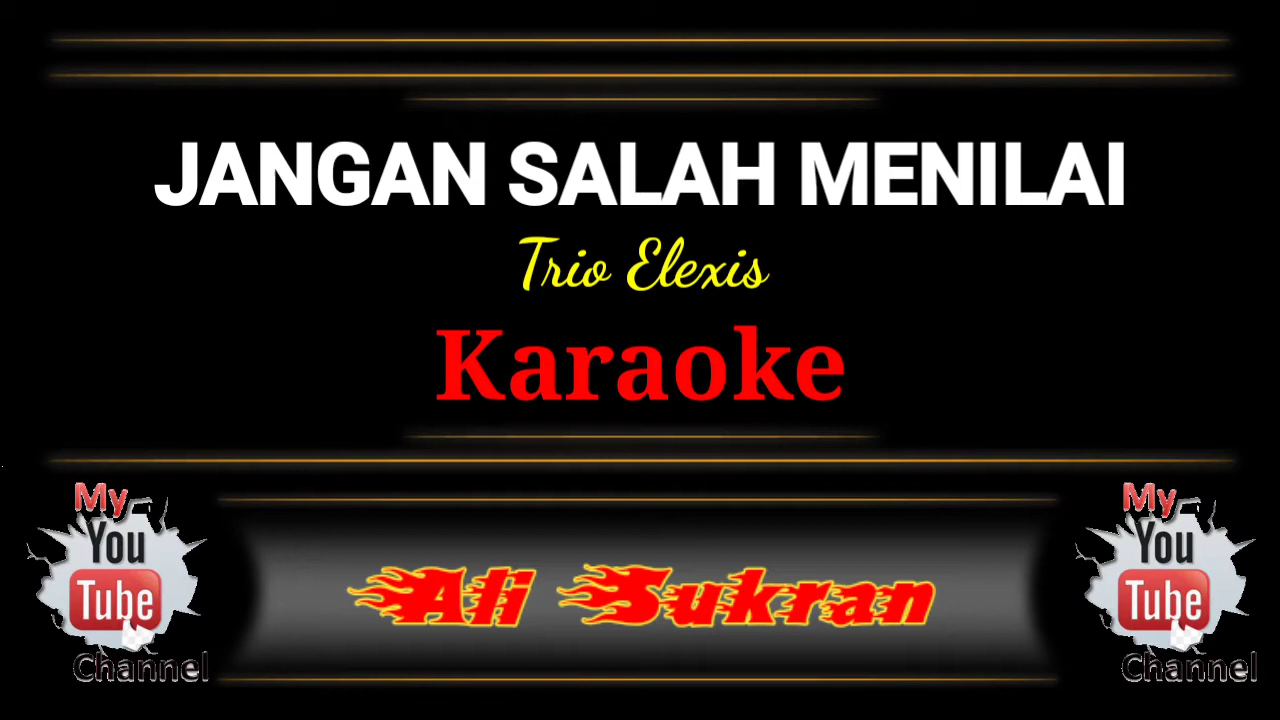 JANGAN SALAH MENILAI
Trio Elexis
Karaoke
My
You
Tube
Channel
Ali Sukran
My
You
Tube
Channel